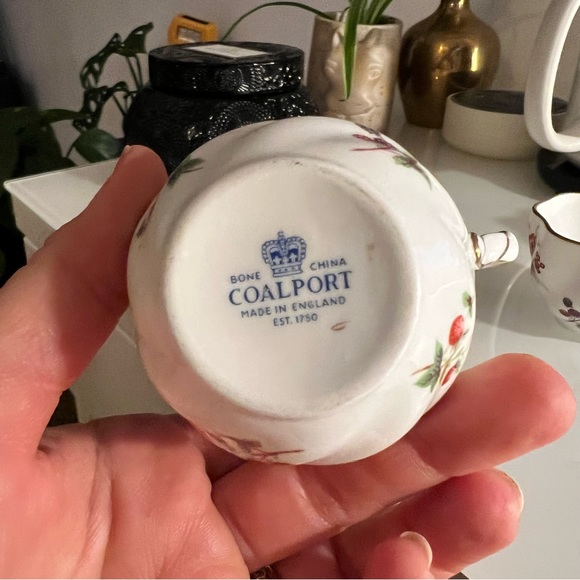 BONE CHINA
COALPORT
MADE IN ENGLAND
EST. 1750